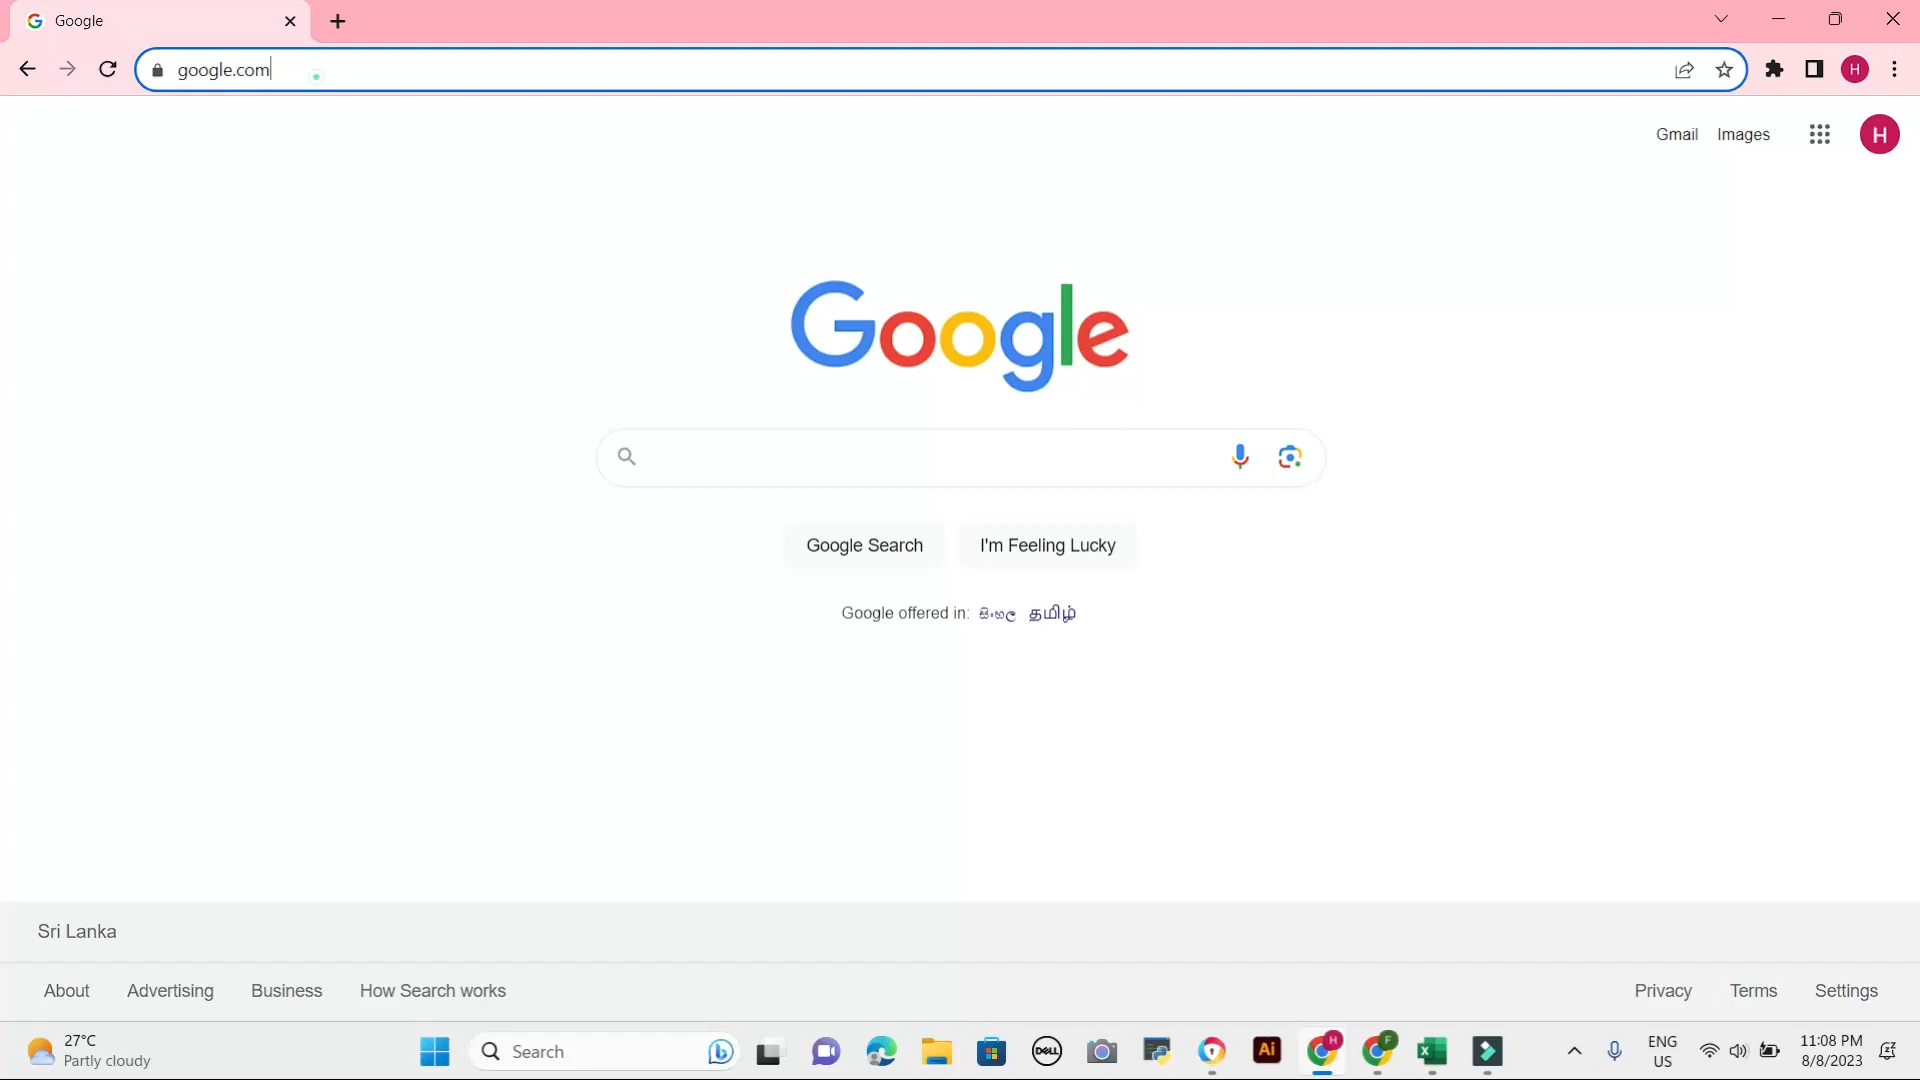 Google
google.com
H
Gmail Images
H
Google
Google Search I'm Feeling Lucky
Google offered in: සිංහල தமிழ்
Sri Lanka
About Advertising Business How Search works Privacy Terms Settings
27°C
Partly cloudy
Search
DELL
Ai
H
F
ENG
US
11:08 PM
8/8/2023